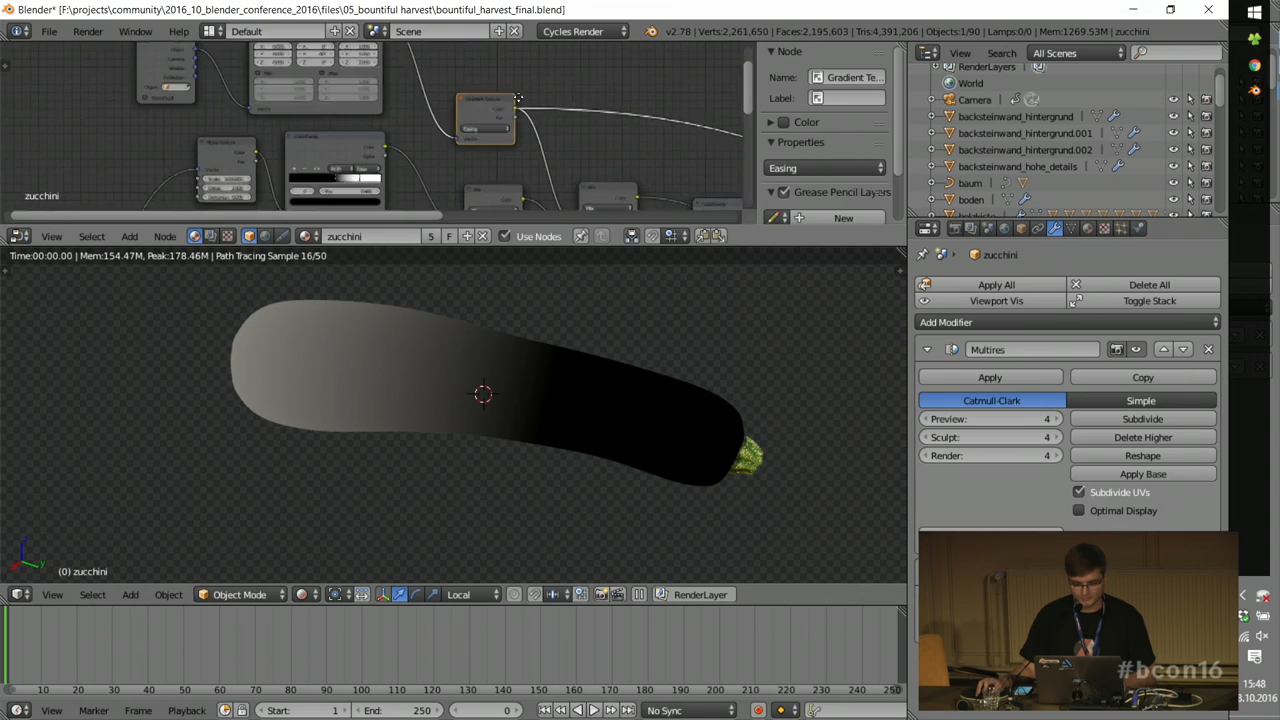 Blender* [F:\projects\community\2016_10_blender_conference_2016\files\05_bountiful harvest\bountiful_harvest_final.blend]
File Render Window Help Default Scene Cycles Render v2.78 | Verts:2,261,650 | Faces:2,195,603 | Tris:4,391,206 | Objects:1/90 | Lamps:0/0 | Mem:1269.53M | zucchini
View Search All Scenes
Node
Name: Gradient Te...
Label:
Color
Properties
Easing
Grease Pencil Layers
New
zucchini
RenderLayers
World
Camera
backsteinwand_hintergrund
backsteinwand_hintergrund.001
backsteinwand_hintergrund.002
backsteinwand_hohe_details
baum
boden
View Select Add Node zucchini 5 F Use Nodes
Time:00:00.00 | Mem:154.47M, Peak:178.46M | Path Tracing Sample 16/50
zucchini
Apply All Delete All
Viewport Vis Toggle Stack
Add Modifier
Multires
Apply Copy
Catmull-Clark Simple
Preview: 4 Subdivide
Sculpt: 4 Delete Higher
Render: 4 Reshape
Apply Base
Subdivide UVs
Optimal Display
(0) zucchini
View Select Add Object Object Mode Local RenderLayer
10 20 30 40 50 60 70 80 90 100 110 120 130 140 150 160 170 180 190 200 210 220 230 240 250
View Marker Frame Playback Start: 1 End: 250 0 No Sync
#bcon16
15:48